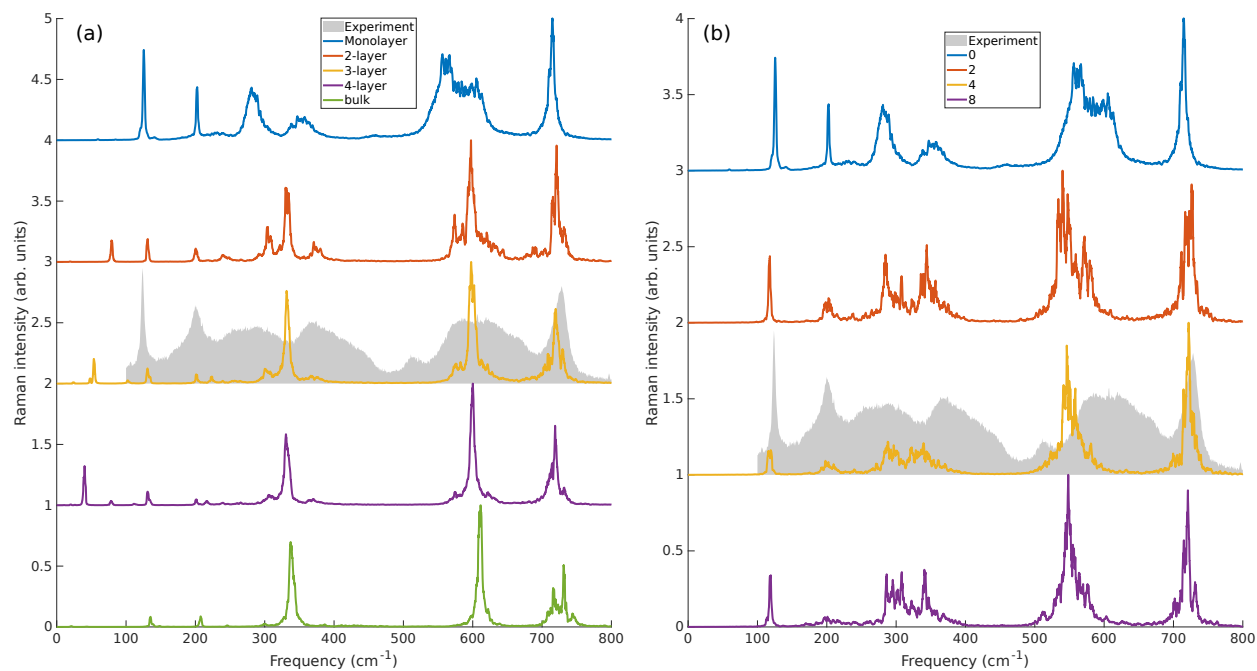 (a)
Experiment
Monolayer
2-layer
3-layer
4-layer
bulk
Raman intensity (arb. units)
5
4.5
4
3.5
3
2.5
2
1.5
1
0.5
0
0 100 200 300 400 500 600 700 800
Frequency (cm⁻¹)
(b)
Experiment
0
2
4
8
Raman intensity (arb. units)
4
3.5
3
2.5
2
1.5
1
0.5
0
0 100 200 300 400 500 600 700 800
Frequency (cm⁻¹)